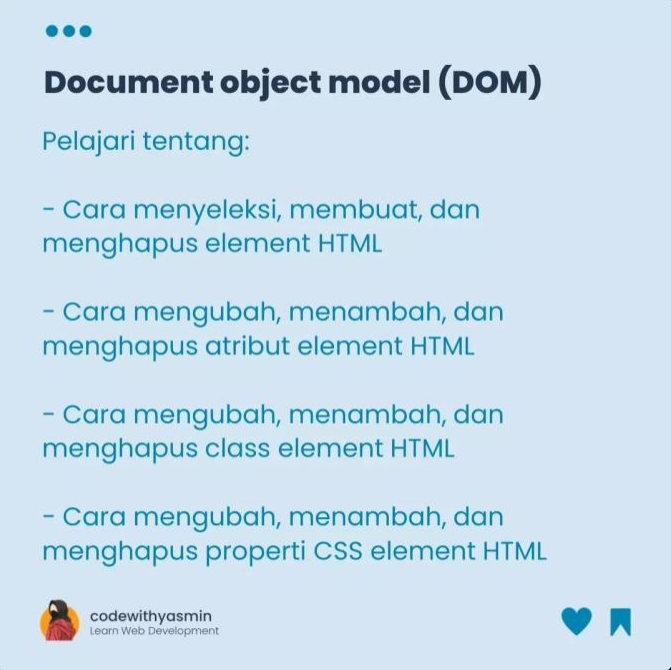 Document object model (DOM)
Pelajari tentang:
- Cara menyeleksi, membuat, dan
menghapus element HTML
- Cara mengubah, menambah, dan
menghapus atribut element HTML
- Cara mengubah, menambah, dan
menghapus class element HTML
- Cara mengubah, menambah, dan
menghapus properti CSS element HTML
codewithyasmin
Learn Web Development